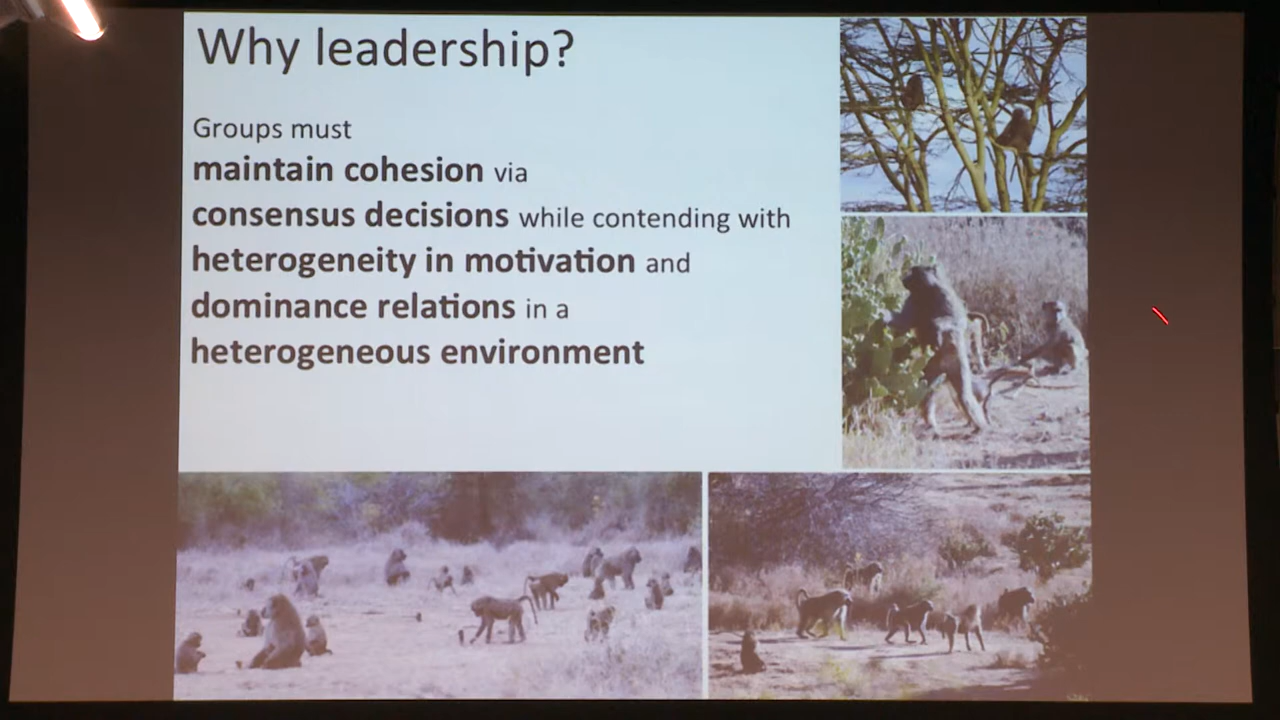 Why leadership?
Groups must
maintain cohesion via
consensus decisions while contending with
heterogeneity in motivation and
dominance relations in a
heterogeneous environment